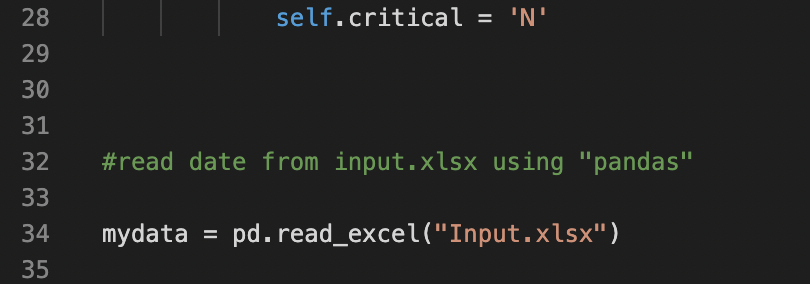 28 self.critical = 'N'
29
30
31
32 #read date from input.xlsx using "pandas"
33
34 mydata = pd.read_excel("Input.xlsx")
35